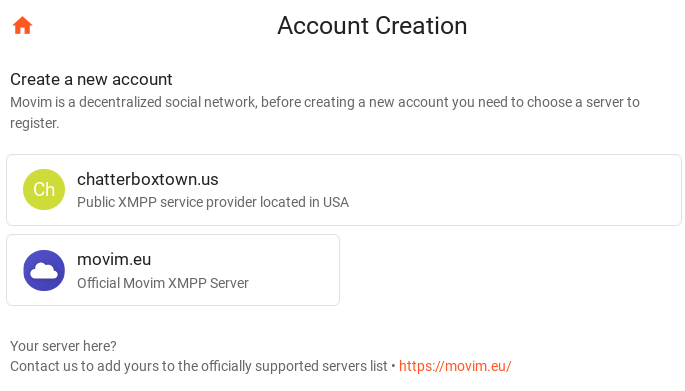 Account Creation
Create a new account
Movim is a decentralized social network, before creating a new account you need to choose a server to
register.
Ch
chatterboxtown.us
Public XMPP service provider located in USA
movim.eu
Official Movim XMPP Server
Your server here?
Contact us to add yours to the officially supported servers list • https://movim.eu/